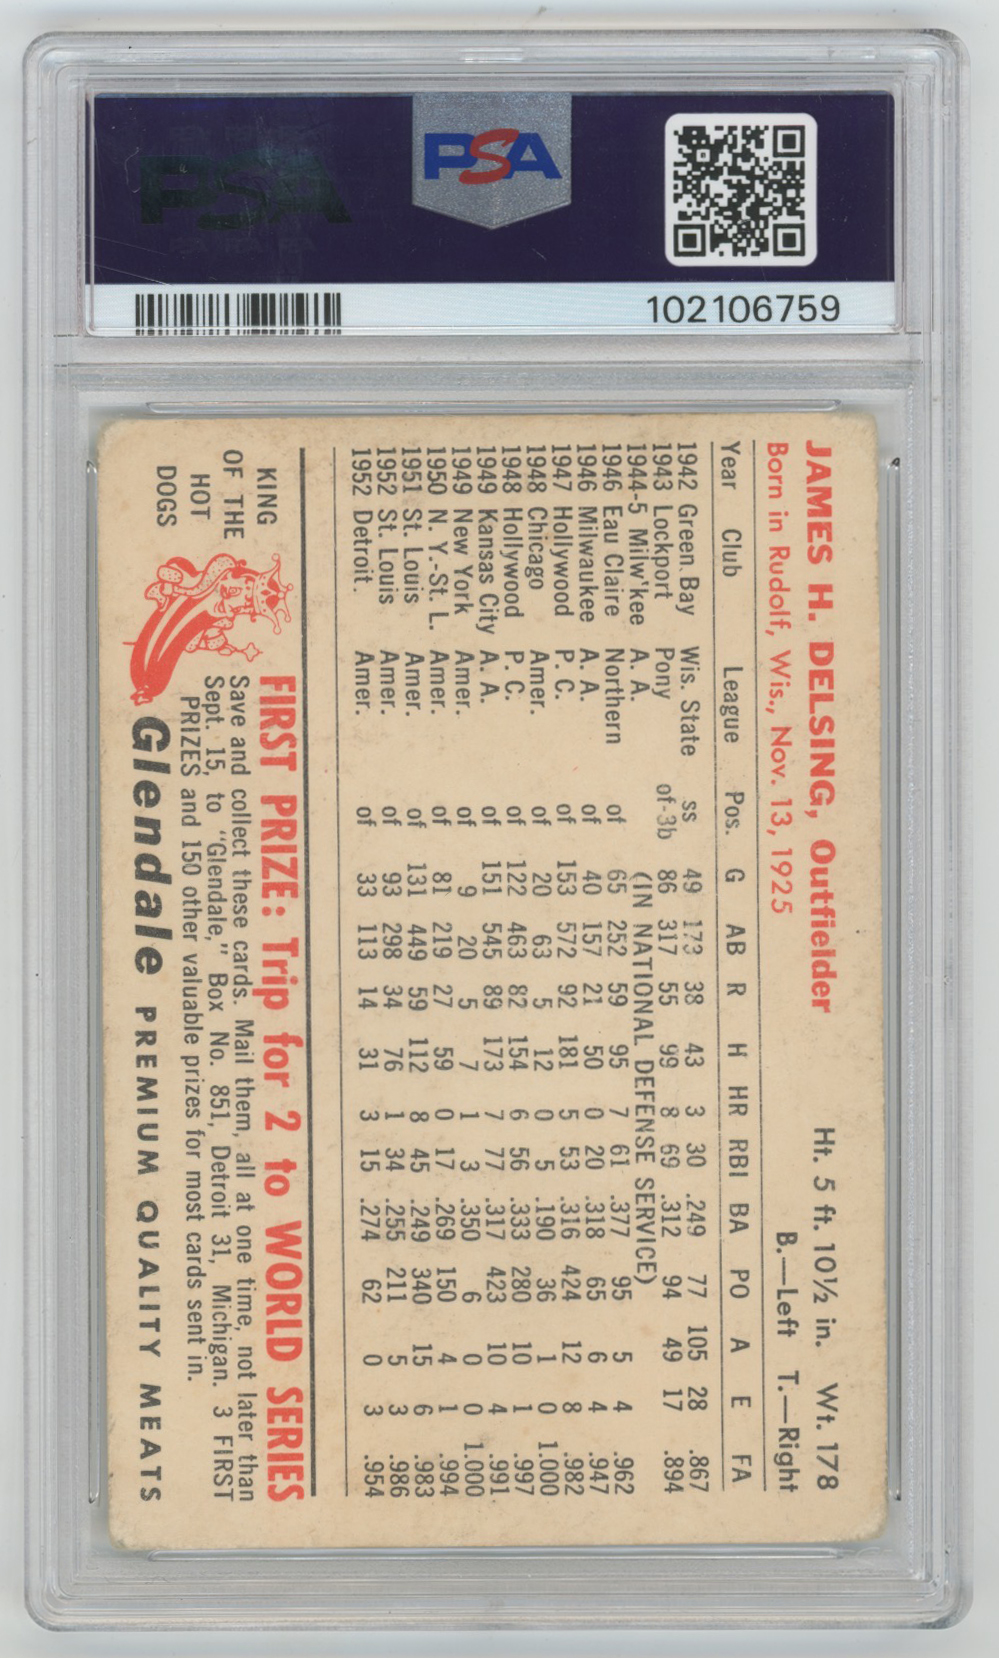 PSA
PSA
102106759
JAMES H. DELSING, Outfielder Ht. 5 ft. 10½ in. Wt. 178
Born in Rudolf, Wis., Nov. 13, 1925 B.—Left T.—Right
Year Club League Pos. G AB R H HR RBI BA PO A E FA
1942 Green Bay Wis. State ss 49 173 38 43 3 30 .249 77 105 28 .867
1943 Lockport Pony of-3b 86 317 55 99 8 69 .312 94 49 17 .894
1944-5 Milw'kee A. A. (IN NATIONAL DEFENSE SERVICE)
1946 Eau Claire Northern of 65 252 59 95 7 61 .377 95 5 4 .962
1946 Milwaukee A. A. of 40 157 21 50 0 20 .318 65 6 4 .947
1947 Hollywood P. C. of 153 572 92 181 5 53 .316 424 12 8 .982
1948 Chicago Amer. of 20 63 5 12 0 5 .190 36 1 0 1.000
1948 Hollywood P. C. of 122 463 82 154 6 56 .333 280 10 1 .997
1949 Kansas City A. A. of 151 545 89 173 7 77 .317 423 10 4 .991
1949 New York Amer. of 9 20 5 7 1 3 .350 6 0 0 1.000
1950 N. Y.-St. L. Amer. of 81 219 27 59 0 17 .269 150 4 1 .994
1951 St. Louis Amer. of 131 449 59 112 8 45 .249 340 15 6 .983
1952 St. Louis Amer. of 93 298 34 76 1 34 .255 211 5 3 .986
1952 Detroit Amer. of 33 113 14 31 3 15 .274 62 0 3 .954
KING
OF THE
HOT
DOGS
FIRST PRIZE: Trip for 2 to WORLD SERIES
Save and collect these cards. Mail them, all at one time, not later than
Sept. 15, to "Glendale," Box No. 851, Detroit 31, Michigan. 3 FIRST
PRIZES and 150 other valuable prizes for most cards sent in.
Glendale PREMIUM QUALITY MEATS